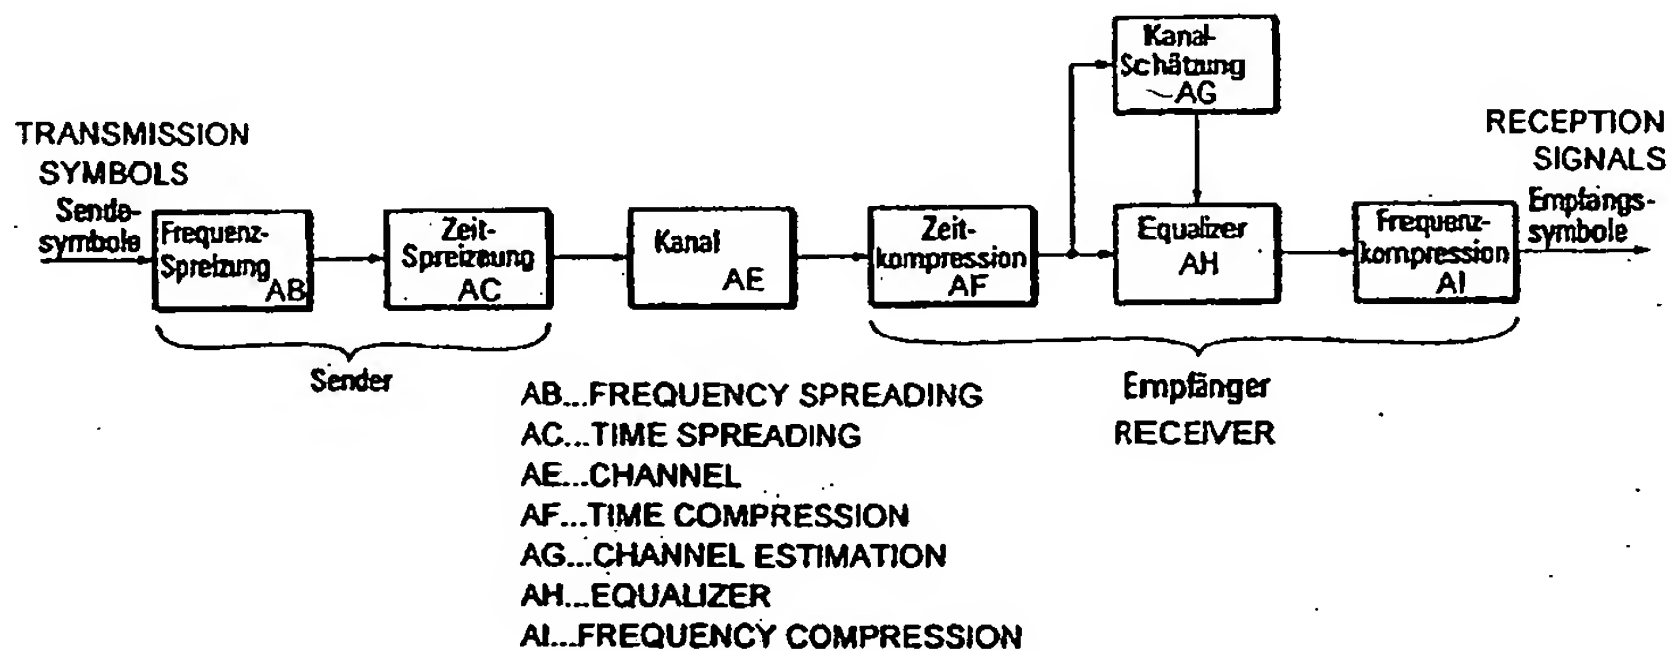 TRANSMISSION
SYMBOLS
Sende-
symbole
Frequenz-
Spreizung
AB
Zeit-
Spreizeung
AC
Kanal
AE
Zeit-
kompression
AF
Kanal-
Schätzung
AG
Equalizer
AH
Frequenz-
kompression
AI
RECEPTION
SIGNALS
Empfangs-
symbole
Sender
Empfänger
RECEIVER
AB...FREQUENCY SPREADING
AC...TIME SPREADING
AE...CHANNEL
AF...TIME COMPRESSION
AG...CHANNEL ESTIMATION
AH...EQUALIZER
AI...FREQUENCY COMPRESSION